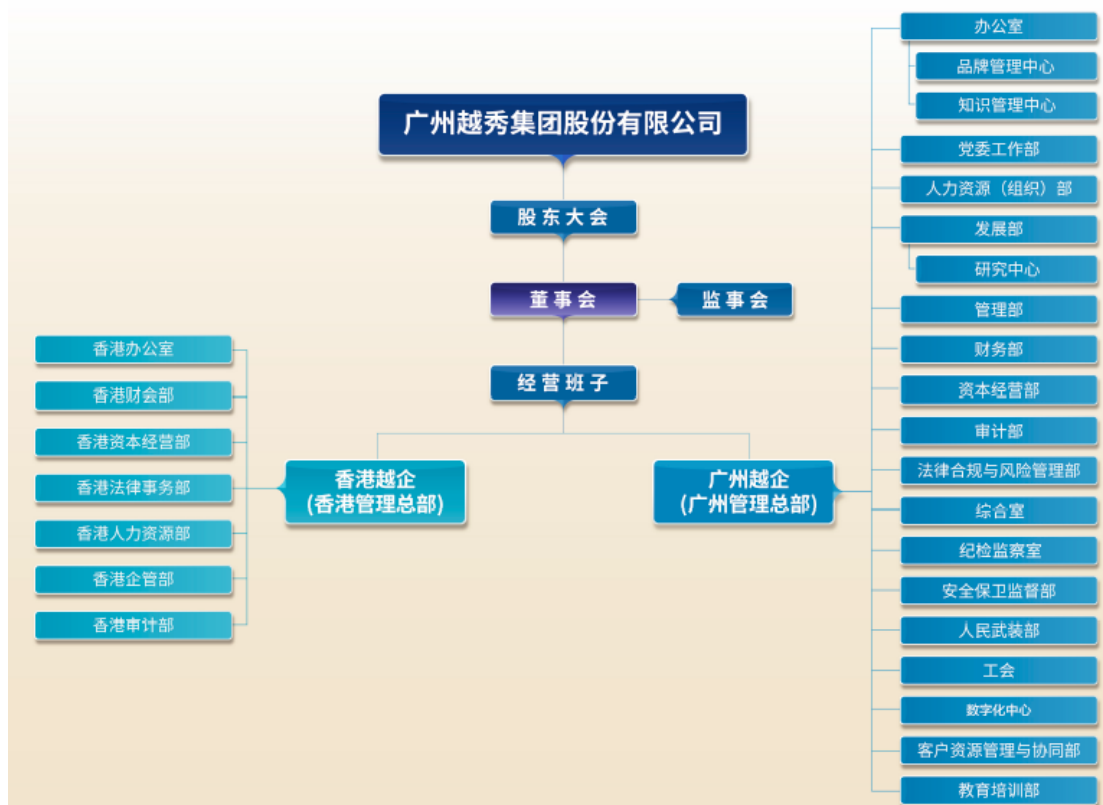 广州越秀集团股份有限公司
股东大会
董事会
监事会
经营班子
香港越企
(香港管理总部)
广州越企
(广州管理总部)
香港办公室
香港财会部
香港资本经营部
香港法律事务部
香港人力资源部
香港企管部
香港审计部
办公室
品牌管理中心
知识管理中心
党委工作部
人力资源（组织）部
发展部
研究中心
管理部
财务部
资本经营部
审计部
法律合规与风险管理部
综合室
纪检监察室
安全保卫监督部
人民武装部
工会
数字化中心
客户资源管理与协同部
教育培训部